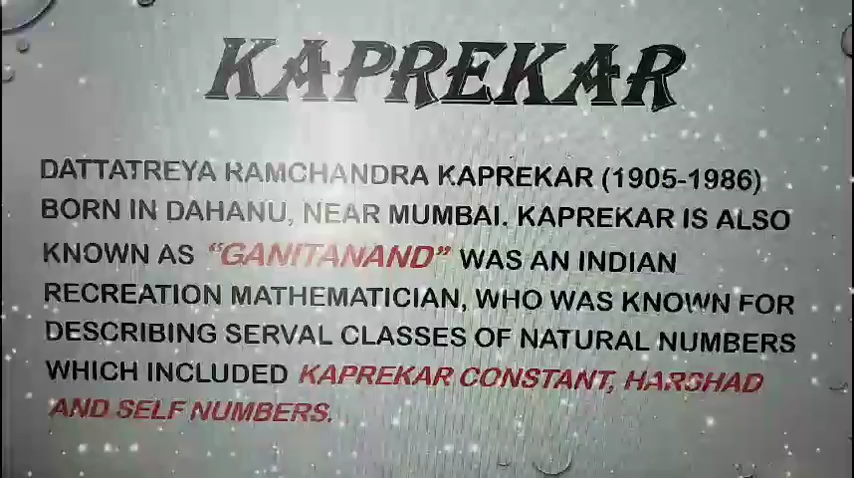 KAPREKAR
DATTATREYA RAMCHANDRA KAPREKAR (1905-1986)
BORN IN DAHANU, NEAR MUMBAI. KAPREKAR IS ALSO
KNOWN AS "GANITANAND" WAS AN INDIAN
RECREATION MATHEMATICIAN, WHO WAS KNOWN FOR
DESCRIBING SERVAL CLASSES OF NATURAL NUMBERS
WHICH INCLUDED KAPREKAR CONSTANT, HARSHAD
AND SELF NUMBERS.